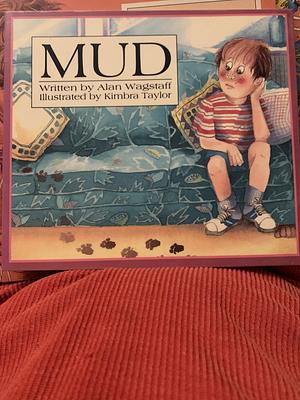 MUD
Written by Alan Wagstaff
Illustrated by Kimbra Taylor